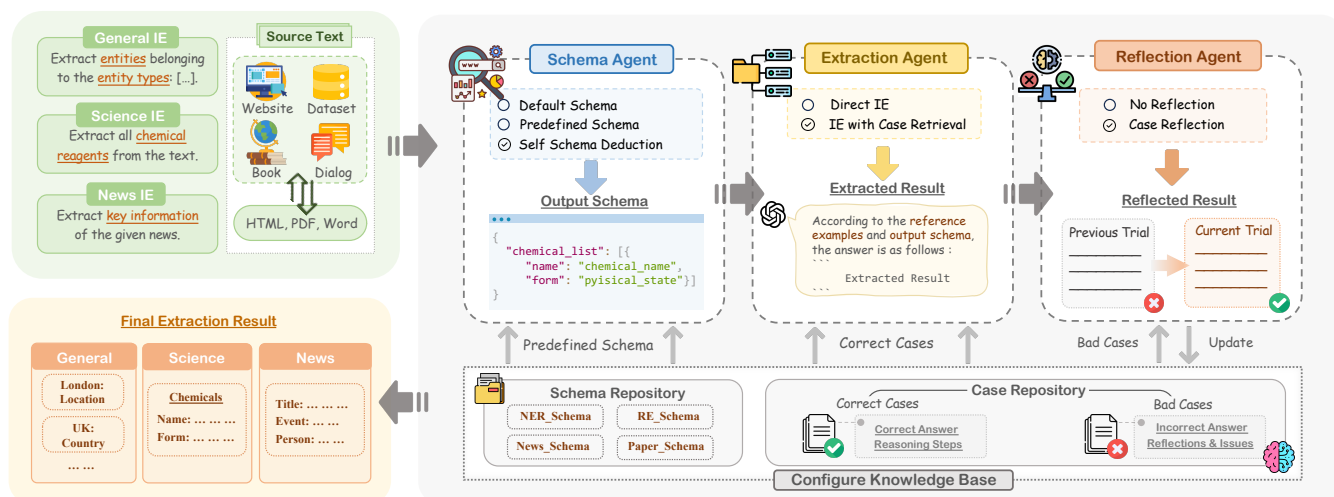 General IE
Extract entities belonging
to the entity types: [...].
Science IE
Extract all chemical
reagents from the text.
News IE
Extract key information
of the given news.
Source Text
Website
Dataset
Book
Dialog
HTML, PDF, Word
Final Extraction Result
General
London:
Location
UK:
Country
... ...
Science
Chemicals
Name: ... ... ...
Form: ... ... ...
News
Title: ... ... ...
Event: ... ... ...
Person: ... ... ...
Schema Agent
Default Schema
Predefined Schema
Self Schema Deduction
Output Schema
{
"chemical_list": [{
"name": "chemical_name",
"form": "pyisical_state"}]
}
Extraction Agent
Direct IE
IE with Case Retrieval
Extracted Result
According to the reference
examples and output schema,
the answer is as follows :
```
Extracted Result
```
Reflection Agent
No Reflection
Case Reflection
Reflected Result
Previous Trial
Current Trial
Predefined Schema
Correct Cases
Bad Cases
Update
Schema Repository
NER_Schema
RE_Schema
News_Schema
Paper_Schema
Case Repository
Correct Cases
Correct Answer
Reasoning Steps
Bad Cases
Incorrect Answer
Reflections & Issues
Configure Knowledge Base